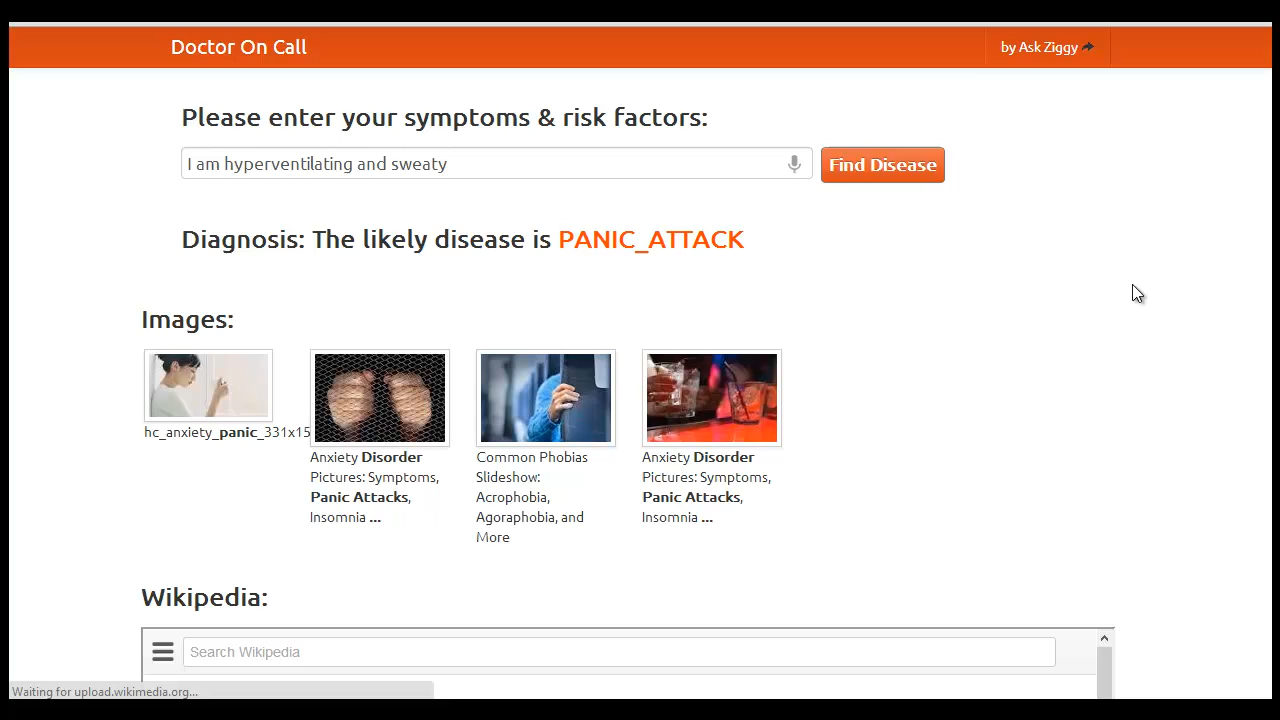 Doctor On Call
by Ask Ziggy
Please enter your symptoms & risk factors:
I am hyperventilating and sweaty
Find Disease
Diagnosis: The likely disease is PANIC_ATTACK
Images:
hc_anxiety_panic_331x15
Anxiety Disorder
Pictures: Symptoms,
Panic Attacks,
Insomnia ...
Common Phobias
Slideshow:
Acrophobia,
Agoraphobia, and
More
Anxiety Disorder
Pictures: Symptoms,
Panic Attacks,
Insomnia ...
Wikipedia:
Search Wikipedia
Waiting for upload.wikimedia.org...